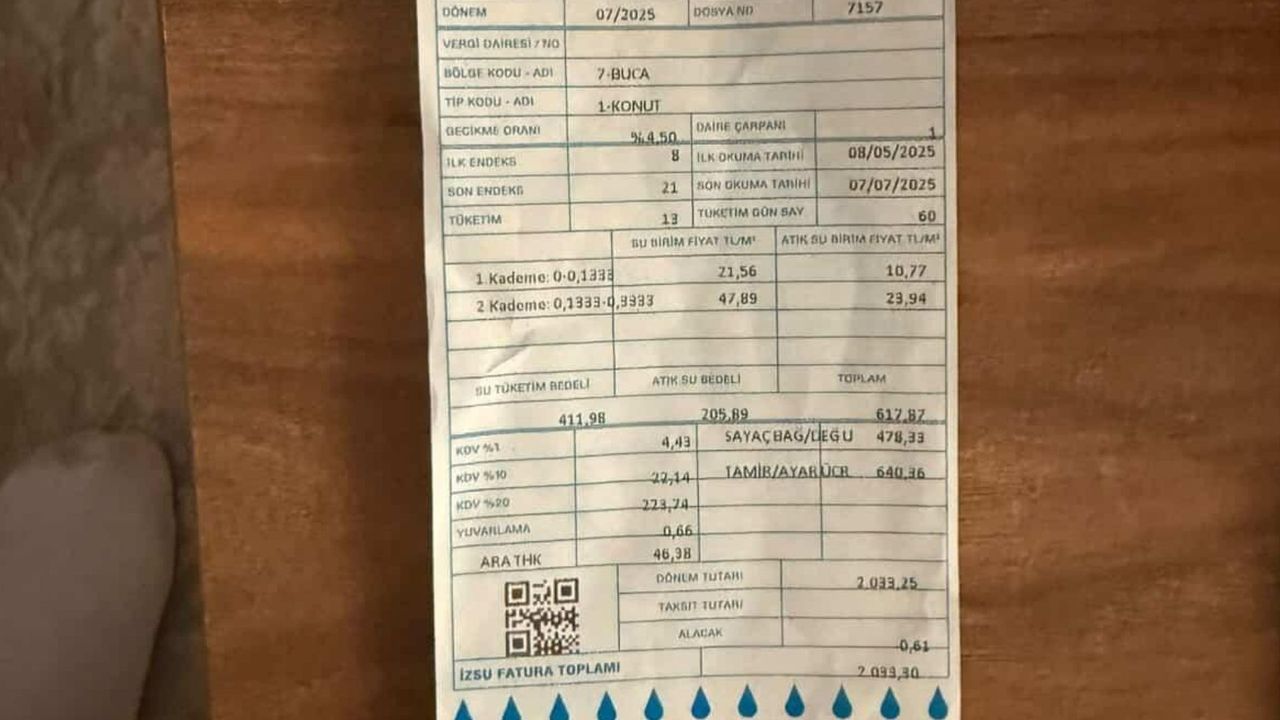 DÖNEM 07/2025 DOSYA NO 7157
VERGİ DAİRESİ / NO
BÖLGE KODU - ADI 7-BUCA
TİP KODU - ADI 1-KONUT
GECİKME ORANI %4,50 DAİRE ÇARPANI 1
İLK ENDEKS 8 İLK OKUMA TARİHİ 08/05/2025
SON ENDEKS 21 SON OKUMA TARİHİ 07/07/2025
TÜKETİM 13 TÜKETİM GÜN SAY 60
SU BİRİM FİYAT TL/M³ ATIK SU BİRİM FİYAT TL/M³
1 Kademe: 0-0,1333 21,56 10,77
2 Kademe: 0,1333-0,3333 47,89 23,94
SU TÜKETİM BEDELİ ATIK SU BEDELİ TOPLAM
411,98 205,89 617,87
KDV %1 4,43 SAYAÇBAĞ/DEĞU 478,33
KDV %10 22,14 TAMİR/AYAR ÜCR 640,36
KDV %20 223,74
YUVARLAMA 0,66
ARA THK 46,38
DÖNEM TUTARI 2.033,25
TAKSİT TUTARI
ALACAK 0,61
İZSU FATURA TOPLAMI 2.033,30